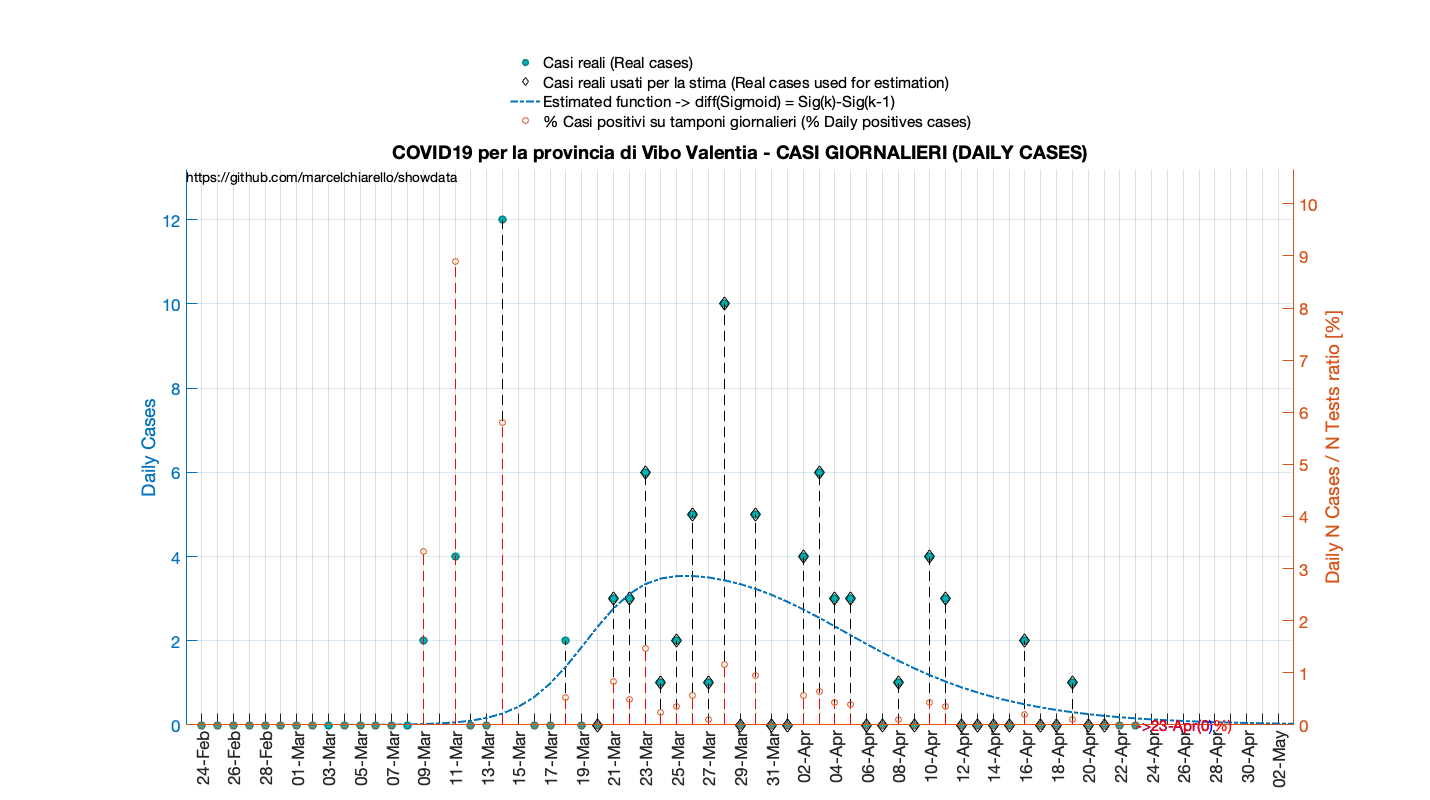 Casi reali (Real cases)
Casi reali usati per la stima (Real cases used for estimation)
Estimated function -> diff(Sigmoid) = Sig(k)-Sig(k-1)
% Casi positivi su tamponi giornalieri (% Daily positives cases)
COVID19 per la provincia di Vibo Valentia - CASI GIORNALIERI (DAILY CASES)
https://github.com/marcelchiarello/showdata
Daily Cases
12
10
8
6
4
2
0
10
9
8
7
6
5
4
3
2
1
0
Daily N Cases / N Tests ratio [%]
->23-Apr(0,%)
24-Feb
26-Feb
28-Feb
01-Mar
03-Mar
05-Mar
07-Mar
09-Mar
11-Mar
13-Mar
15-Mar
17-Mar
19-Mar
21-Mar
23-Mar
25-Mar
27-Mar
29-Mar
31-Mar
02-Apr
04-Apr
06-Apr
08-Apr
10-Apr
12-Apr
14-Apr
16-Apr
18-Apr
20-Apr
22-Apr
24-Apr
26-Apr
28-Apr
30-Apr
02-May